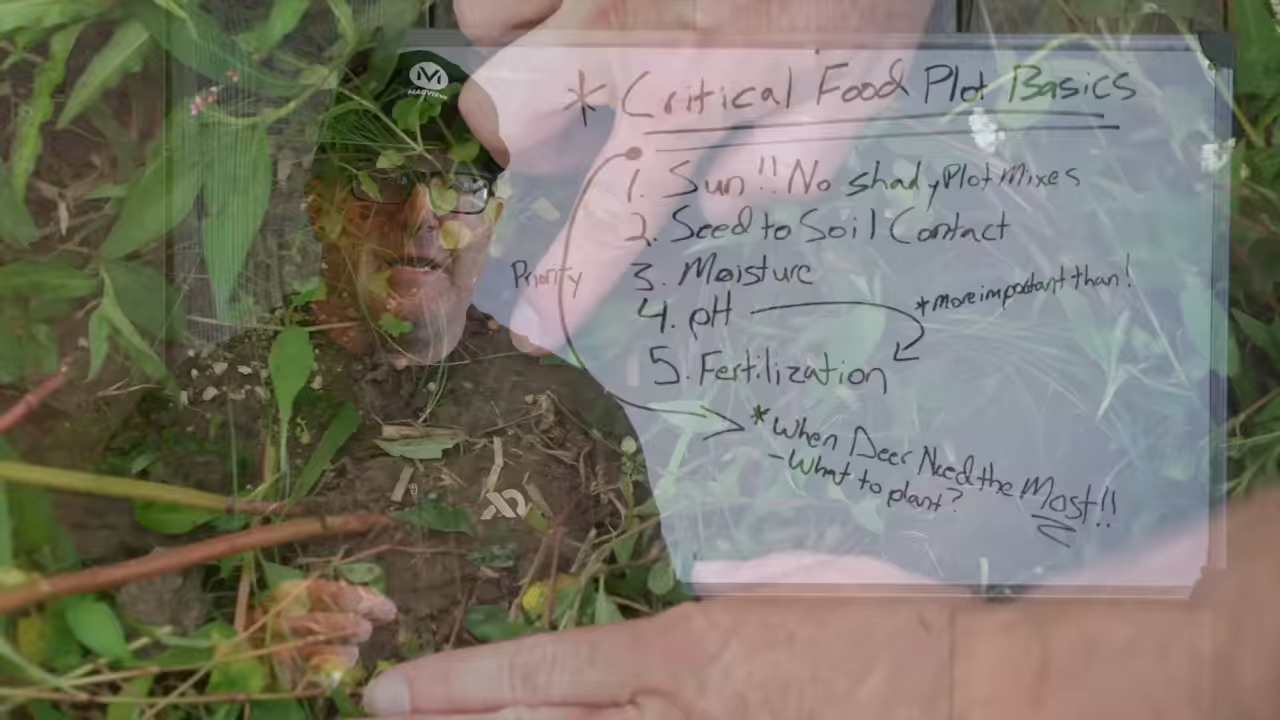 MAGVIEW
* Critical Food Plot Basics
1. Sun!! No shady Plot Mixes
2. Seed to Soil Contact
Priority
3. Moisture
4. pH
* More important than!
5. Fertilization
* When Deer Need the Most!!
- What to plant?